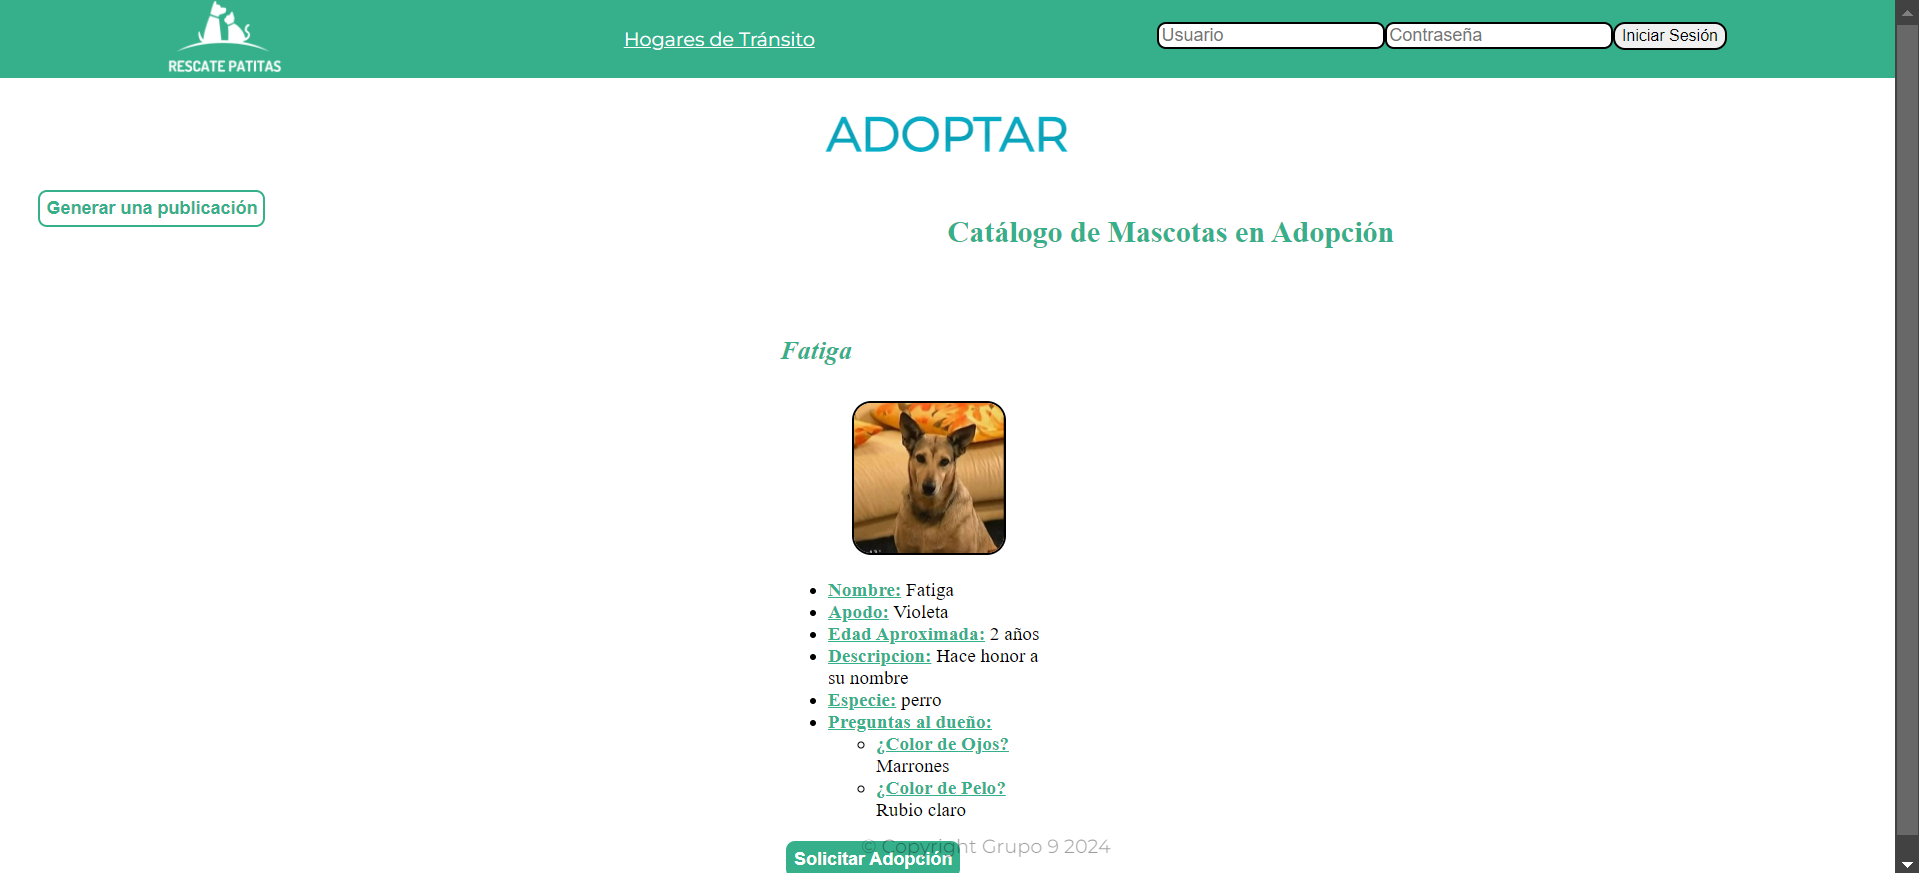 RESCATE PATITAS
Hogares de Tránsito
Usuario
Contraseña
Iniciar Sesión
ADOPTAR
Generar una publicación
Catálogo de Mascotas en Adopción
Fatiga
Nombre: Fatiga
Apodo: Violeta
Edad Aproximada: 2 años
Descripcion: Hace honor a
su nombre
Especie: perro
Preguntas al dueño:
¿Color de Ojos?
Marrones
¿Color de Pelo?
Rubio claro
© Copyright Grupo 9 2024
Solicitar Adopción